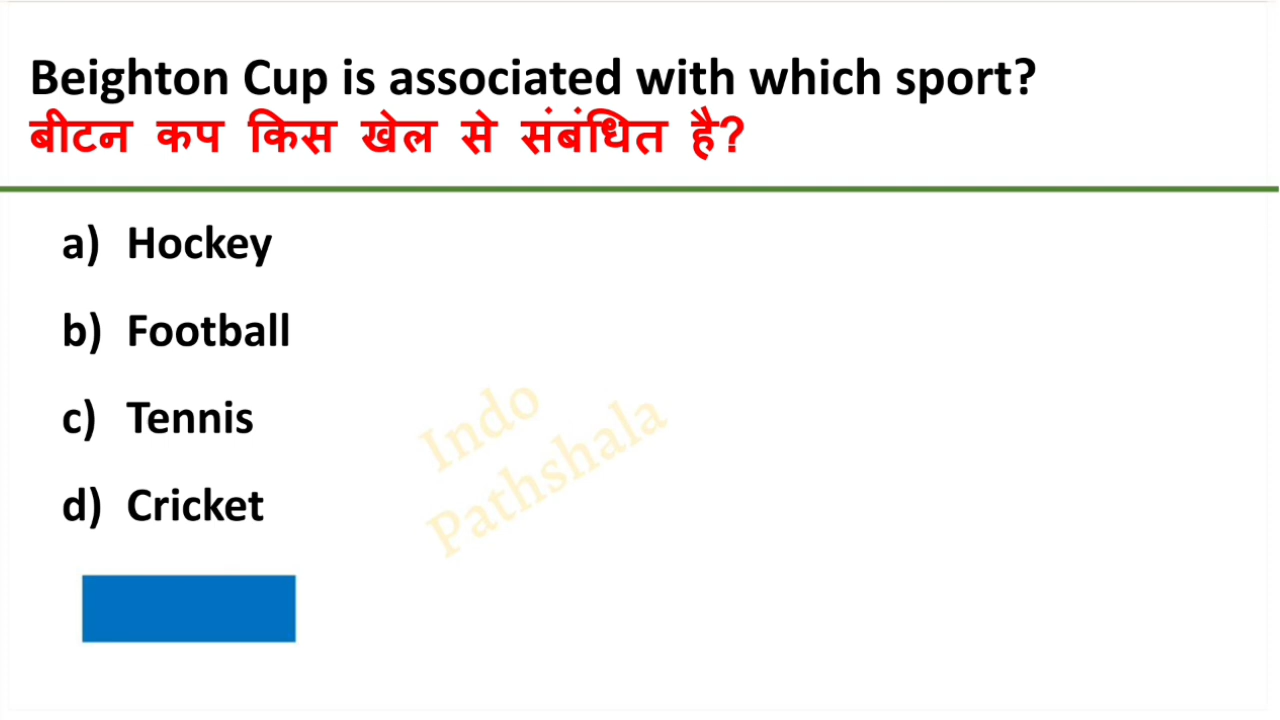 Beighton Cup is associated with which sport?
बीटन कप किस खेल से संबंधित है?
a) Hockey
b) Football
c) Tennis
d) Cricket
Indo
Pathshala